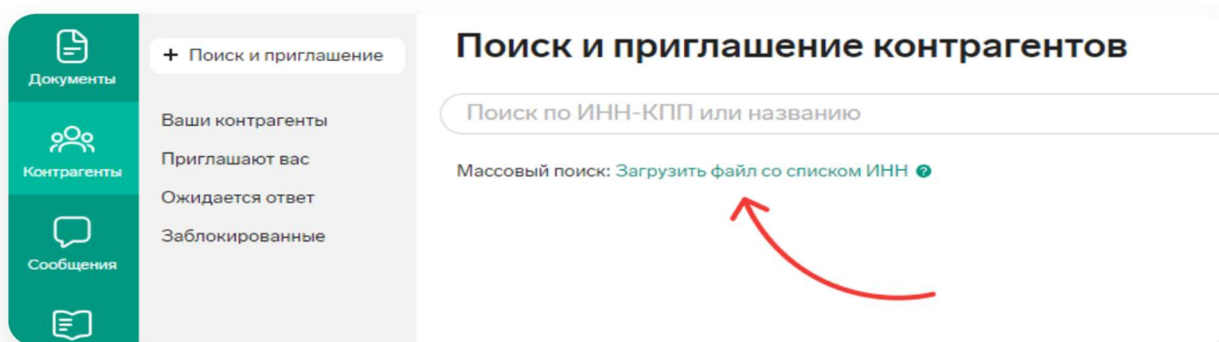 Документы
Контрагенты
Сообщения
+ Поиск и приглашение
Ваши контрагенты
Приглашают вас
Ожидается ответ
Заблокированные
Поиск и приглашение контрагентов
Поиск по ИНН-КПП или названию
Массовый поиск: Загрузить файл со списком ИНН ?